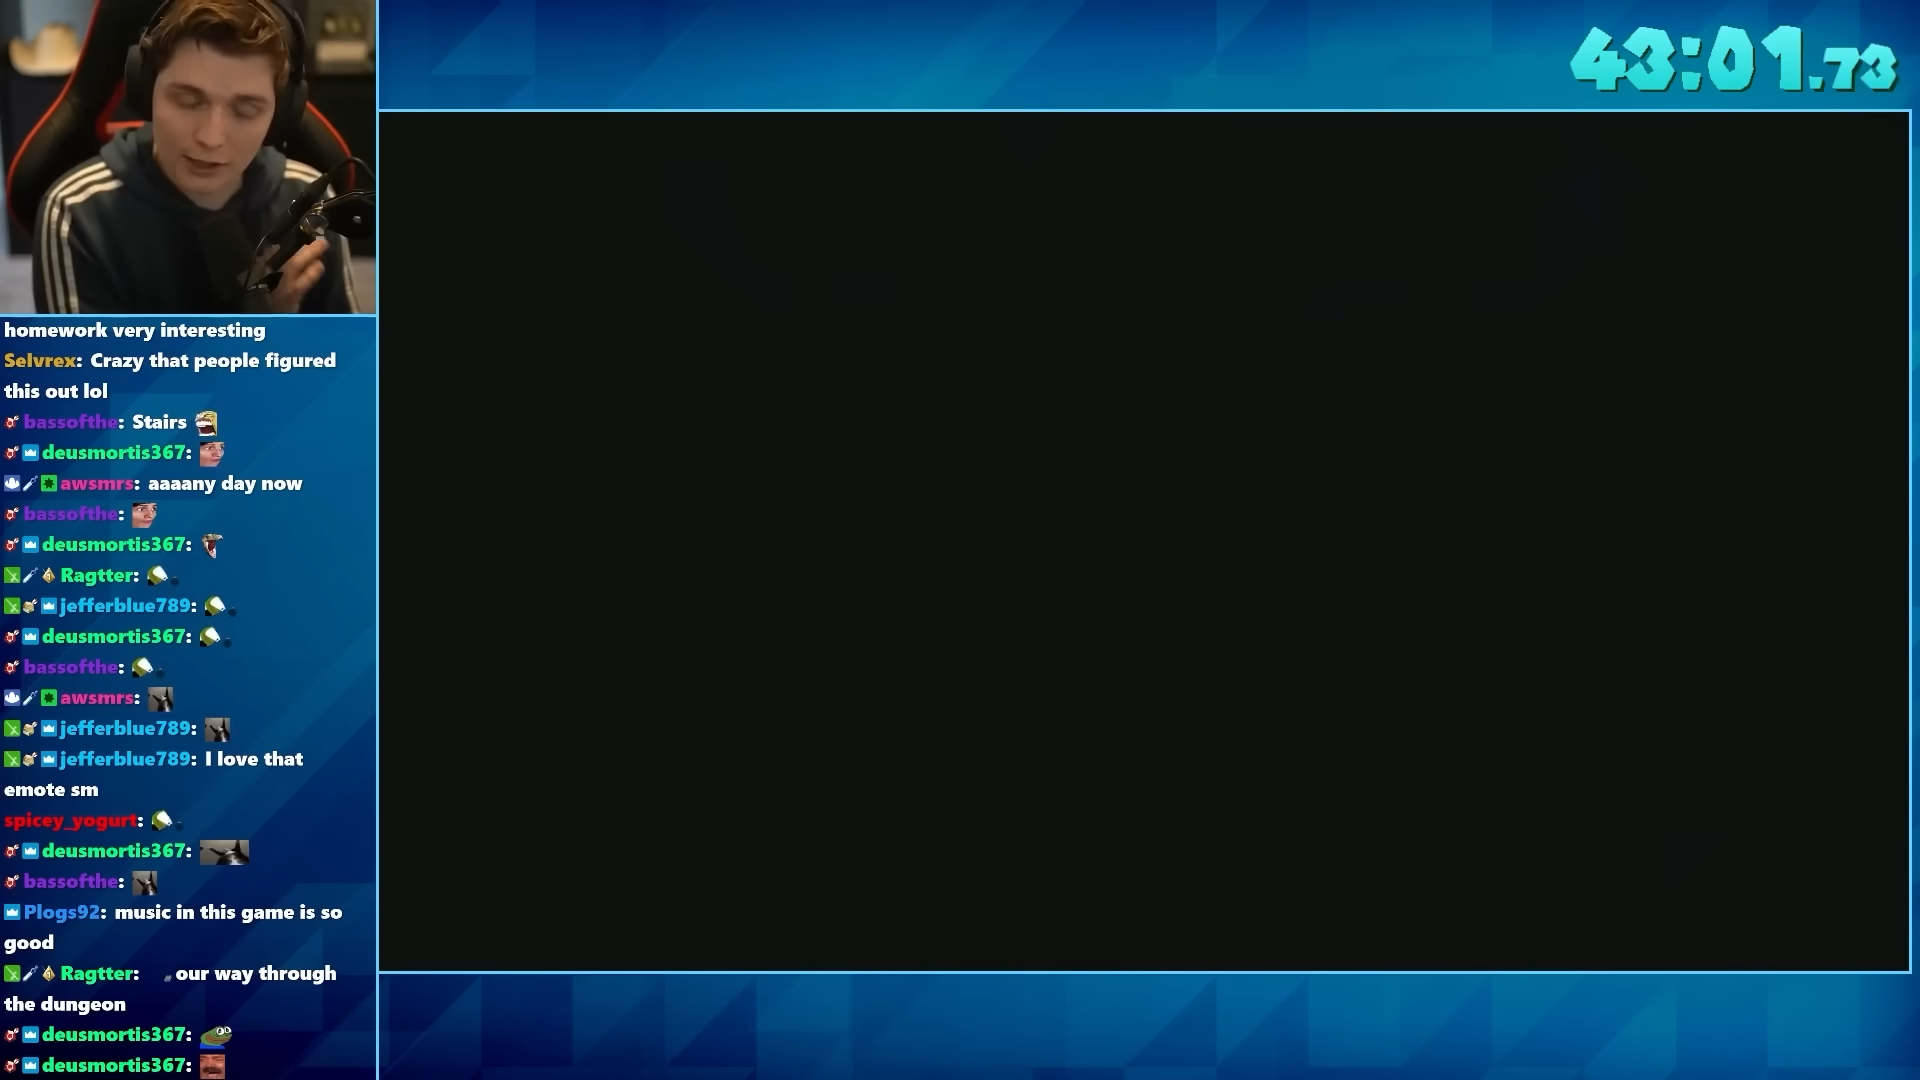 43:01.73
homework very interesting
Selvrex: Crazy that people figured
this out lol
bassofthe: Stairs
deusmortis367:
awsmrs: aaaany day now
bassofthe:
deusmortis367:
Ragtter:
jefferblue789:
deusmortis367:
bassofthe:
awsmrs:
jefferblue789:
jefferblue789: I love that
emote sm
spicey_yogurt:
deusmortis367:
bassofthe:
Plogs92: music in this game is so
good
Ragtter: our way through
the dungeon
deusmortis367:
deusmortis367: